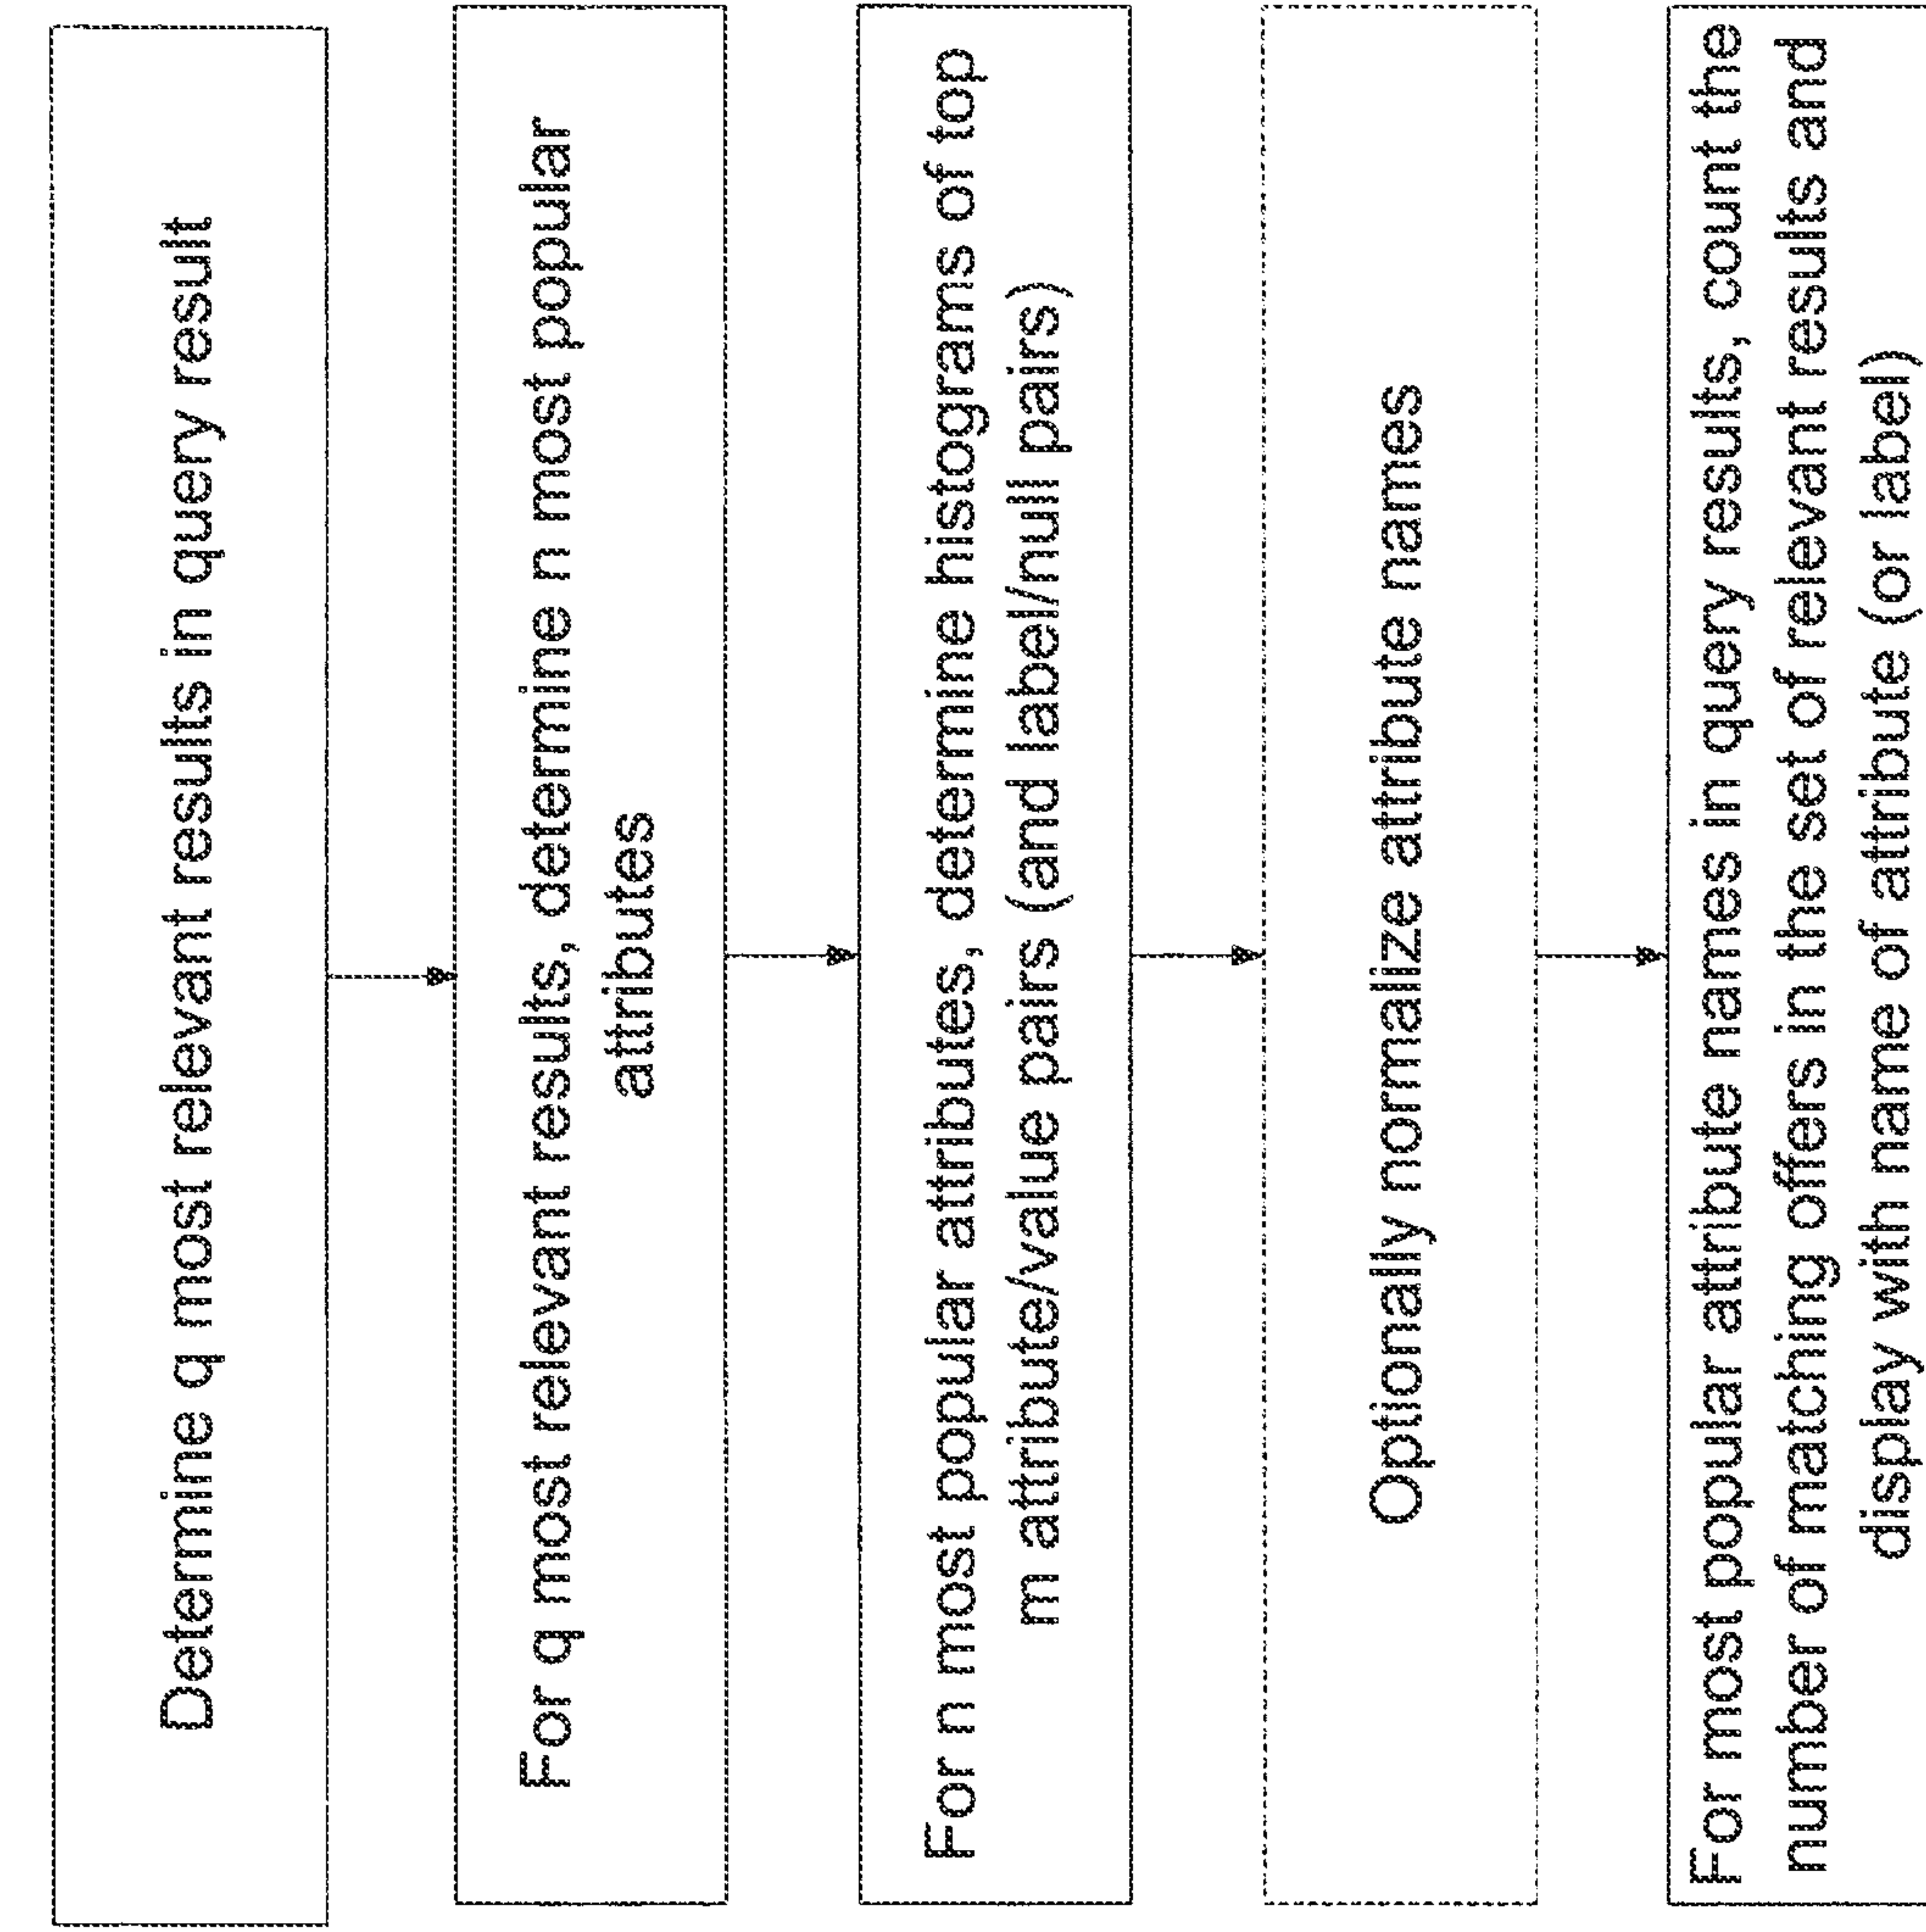 Determine q most relevant results in query result
For q most relevant results, determine n most popular
attributes
For n most popular attributes, determine histograms of top
m attribute/value pairs (and label/null pairs)
Optionally normalize attribute names
For most popular attribute names in query results, count the
number of matching offers in the set of relevant results and
display with name of attribute (or label)